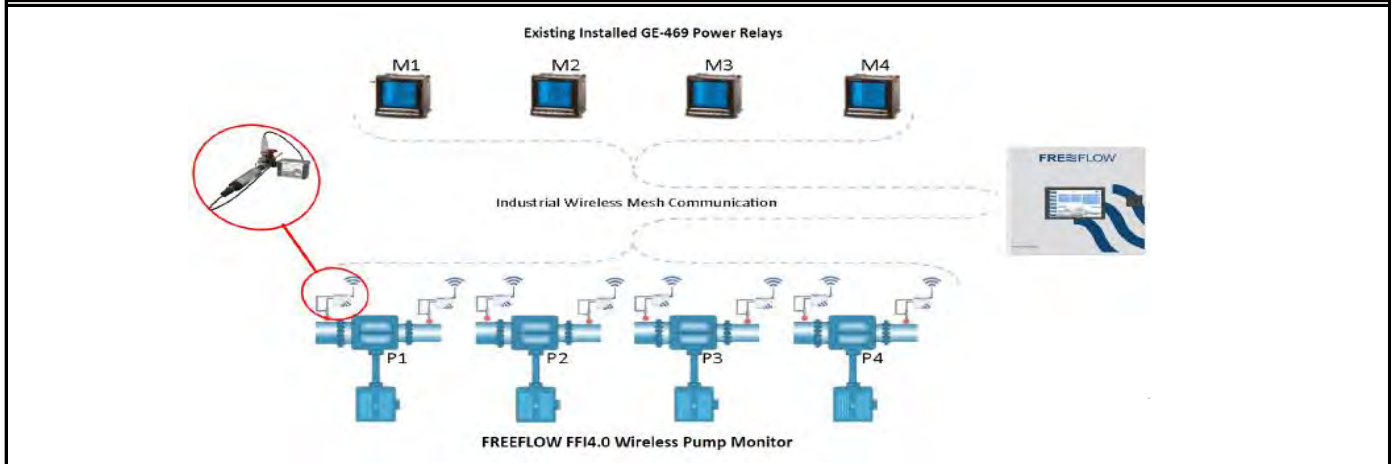 Existing Installed GE-469 Power Relays
M1 M2 M3 M4
FREEFLOW
Industrial Wireless Mesh Communication
P1 P2 P3 P4
FREEFLOW FFI4.0 Wireless Pump Monitor